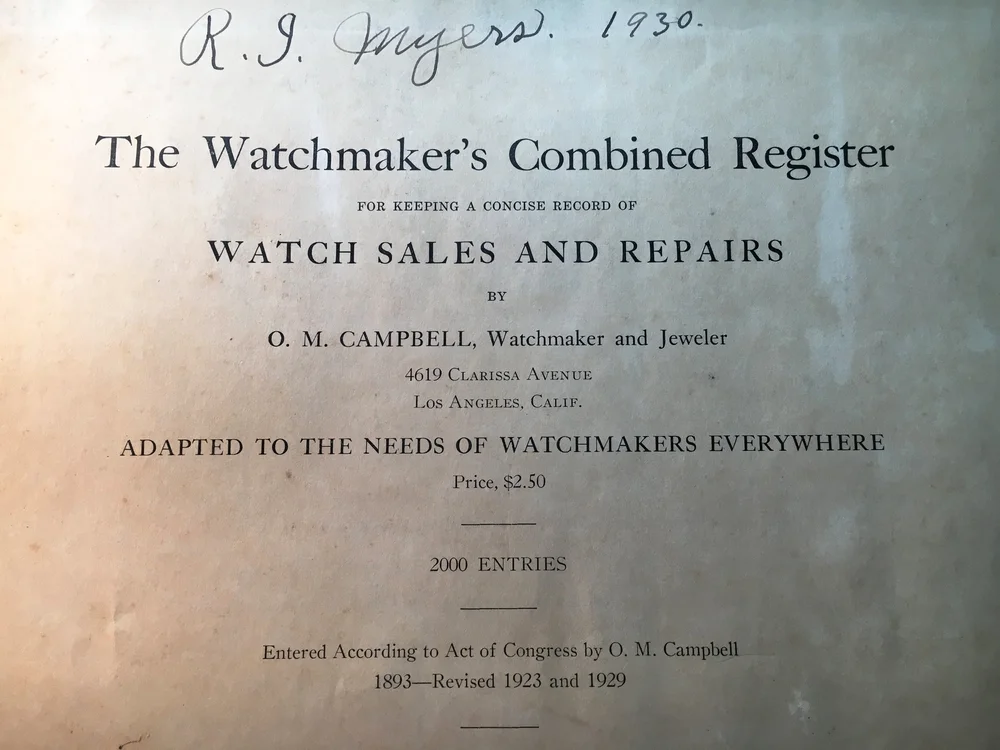 R. I. Myers. 1930.
The Watchmaker's Combined Register
FOR KEEPING A CONCISE RECORD OF
WATCH SALES AND REPAIRS
BY
O. M. CAMPBELL, Watchmaker and Jeweler
4619 CLARISSA AVENUE
LOS ANGELES, CALIF.
ADAPTED TO THE NEEDS OF WATCHMAKERS EVERYWHERE
Price, $2.50
2000 ENTRIES
Entered According to Act of Congress by O. M. Campbell
1893—Revised 1923 and 1929